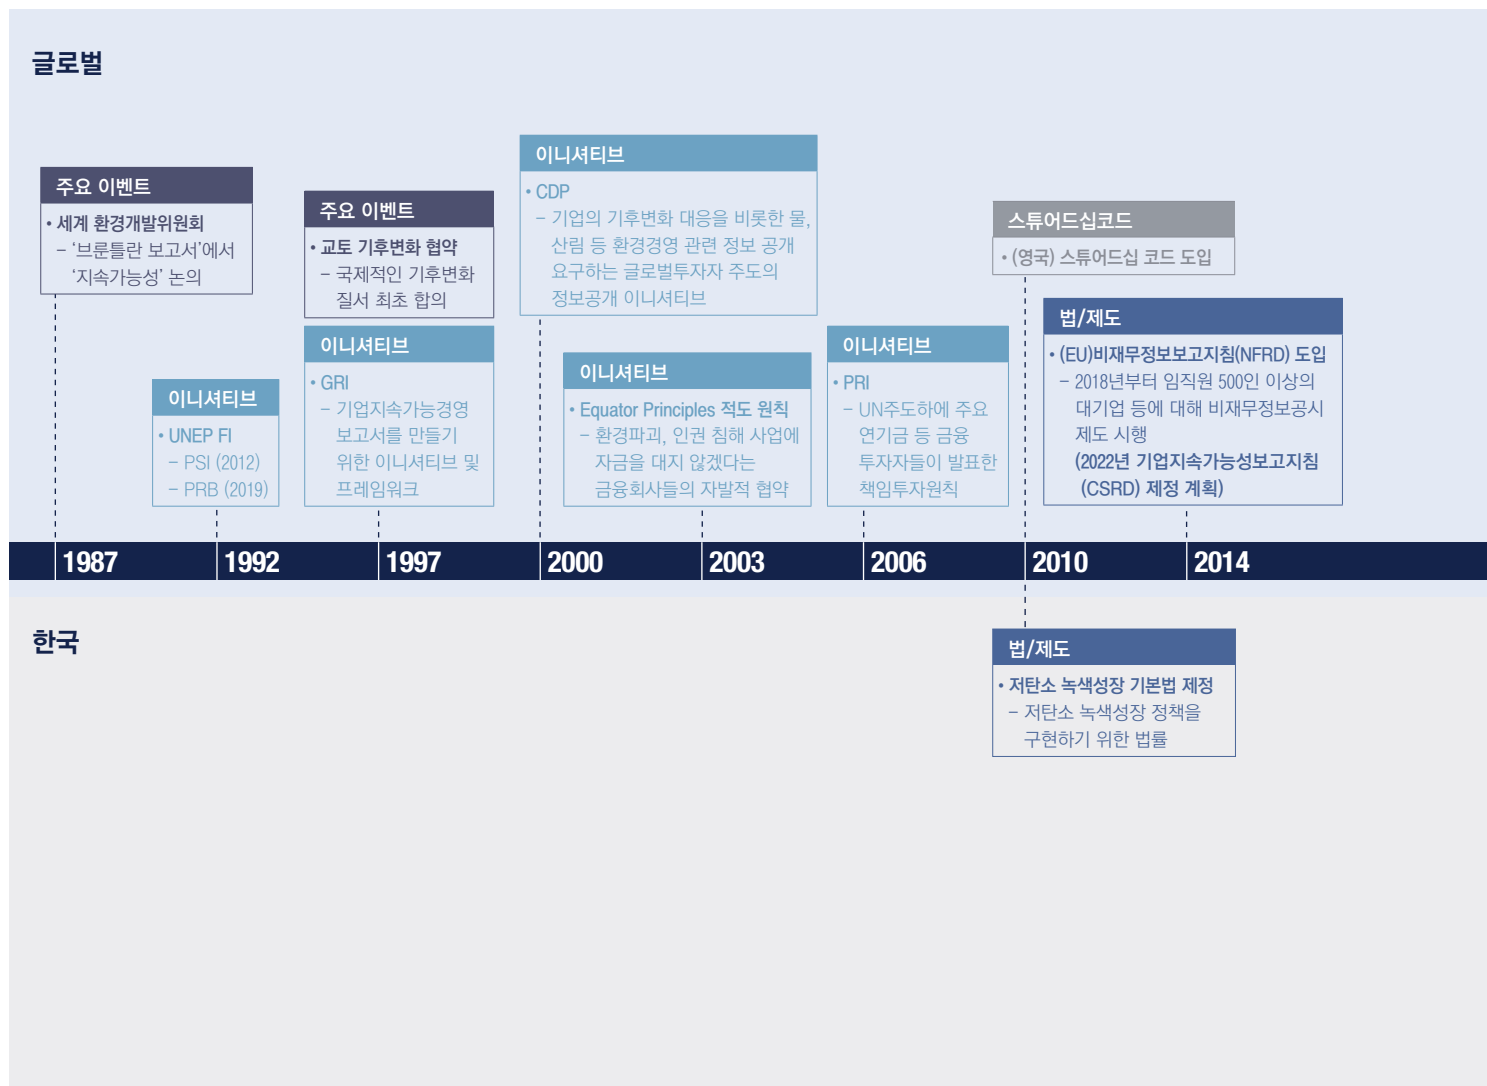 글로벌
주요 이벤트
• 세계 환경개발위원회
– ‘브룬틀란 보고서’에서
‘지속가능성’ 논의
이니셔티브
• UNEP FI
– PSI (2012)
– PRB (2019)
주요 이벤트
• 교토 기후변화 협약
– 국제적인 기후변화
질서 최초 합의
이니셔티브
• GRI
– 기업지속가능경영
보고서를 만들기
위한 이니셔티브 및
프레임워크
이니셔티브
• CDP
– 기업의 기후변화 대응을 비롯한 물,
산림 등 환경경영 관련 정보 공개
요구하는 글로벌투자자 주도의
정보공개 이니셔티브
이니셔티브
• Equator Principles 적도 원칙
– 환경파괴, 인권 침해 사업에
자금을 대지 않겠다는
금융회사들의 자발적 협약
이니셔티브
• PRI
– UN주도하에 주요
연기금 등 금융
투자자들이 발표한
책임투자원칙
스튜어드십코드
• (영국) 스튜어드십 코드 도입
법/제도
• (EU)비재무정보보고지침(NFRD) 도입
– 2018년부터 임직원 500인 이상의
대기업 등에 대해 비재무정보공시
제도 시행
(2022년 기업지속가능성보고지침
(CSRD) 제정 계획)
1987
1992
1997
2000
2003
2006
2010
2014
한국
법/제도
• 저탄소 녹색성장 기본법 제정
– 저탄소 녹색성장 정책을
구현하기 위한 법률